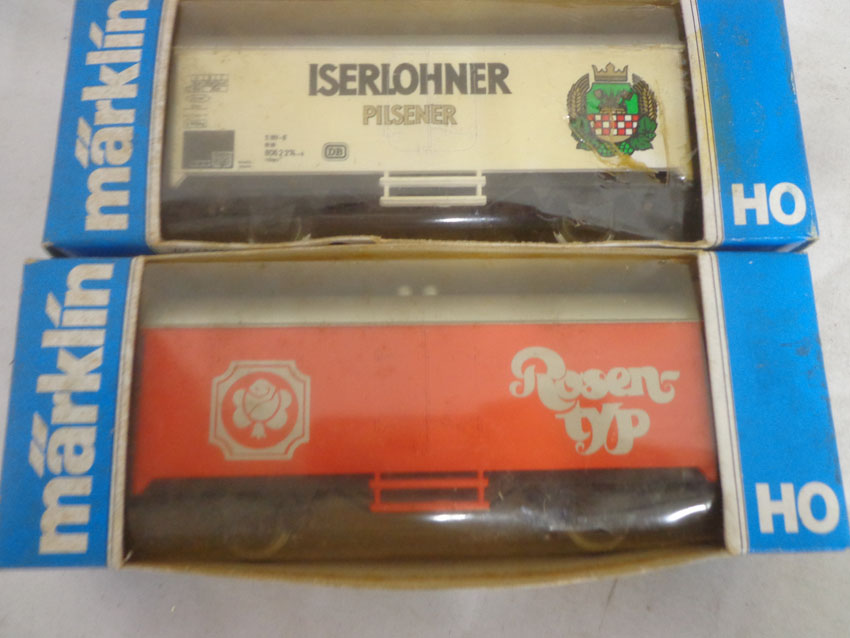 märklin
ISERLOHNER
PILSENER
DB
HO
märklin
Rosen-
typ
HO